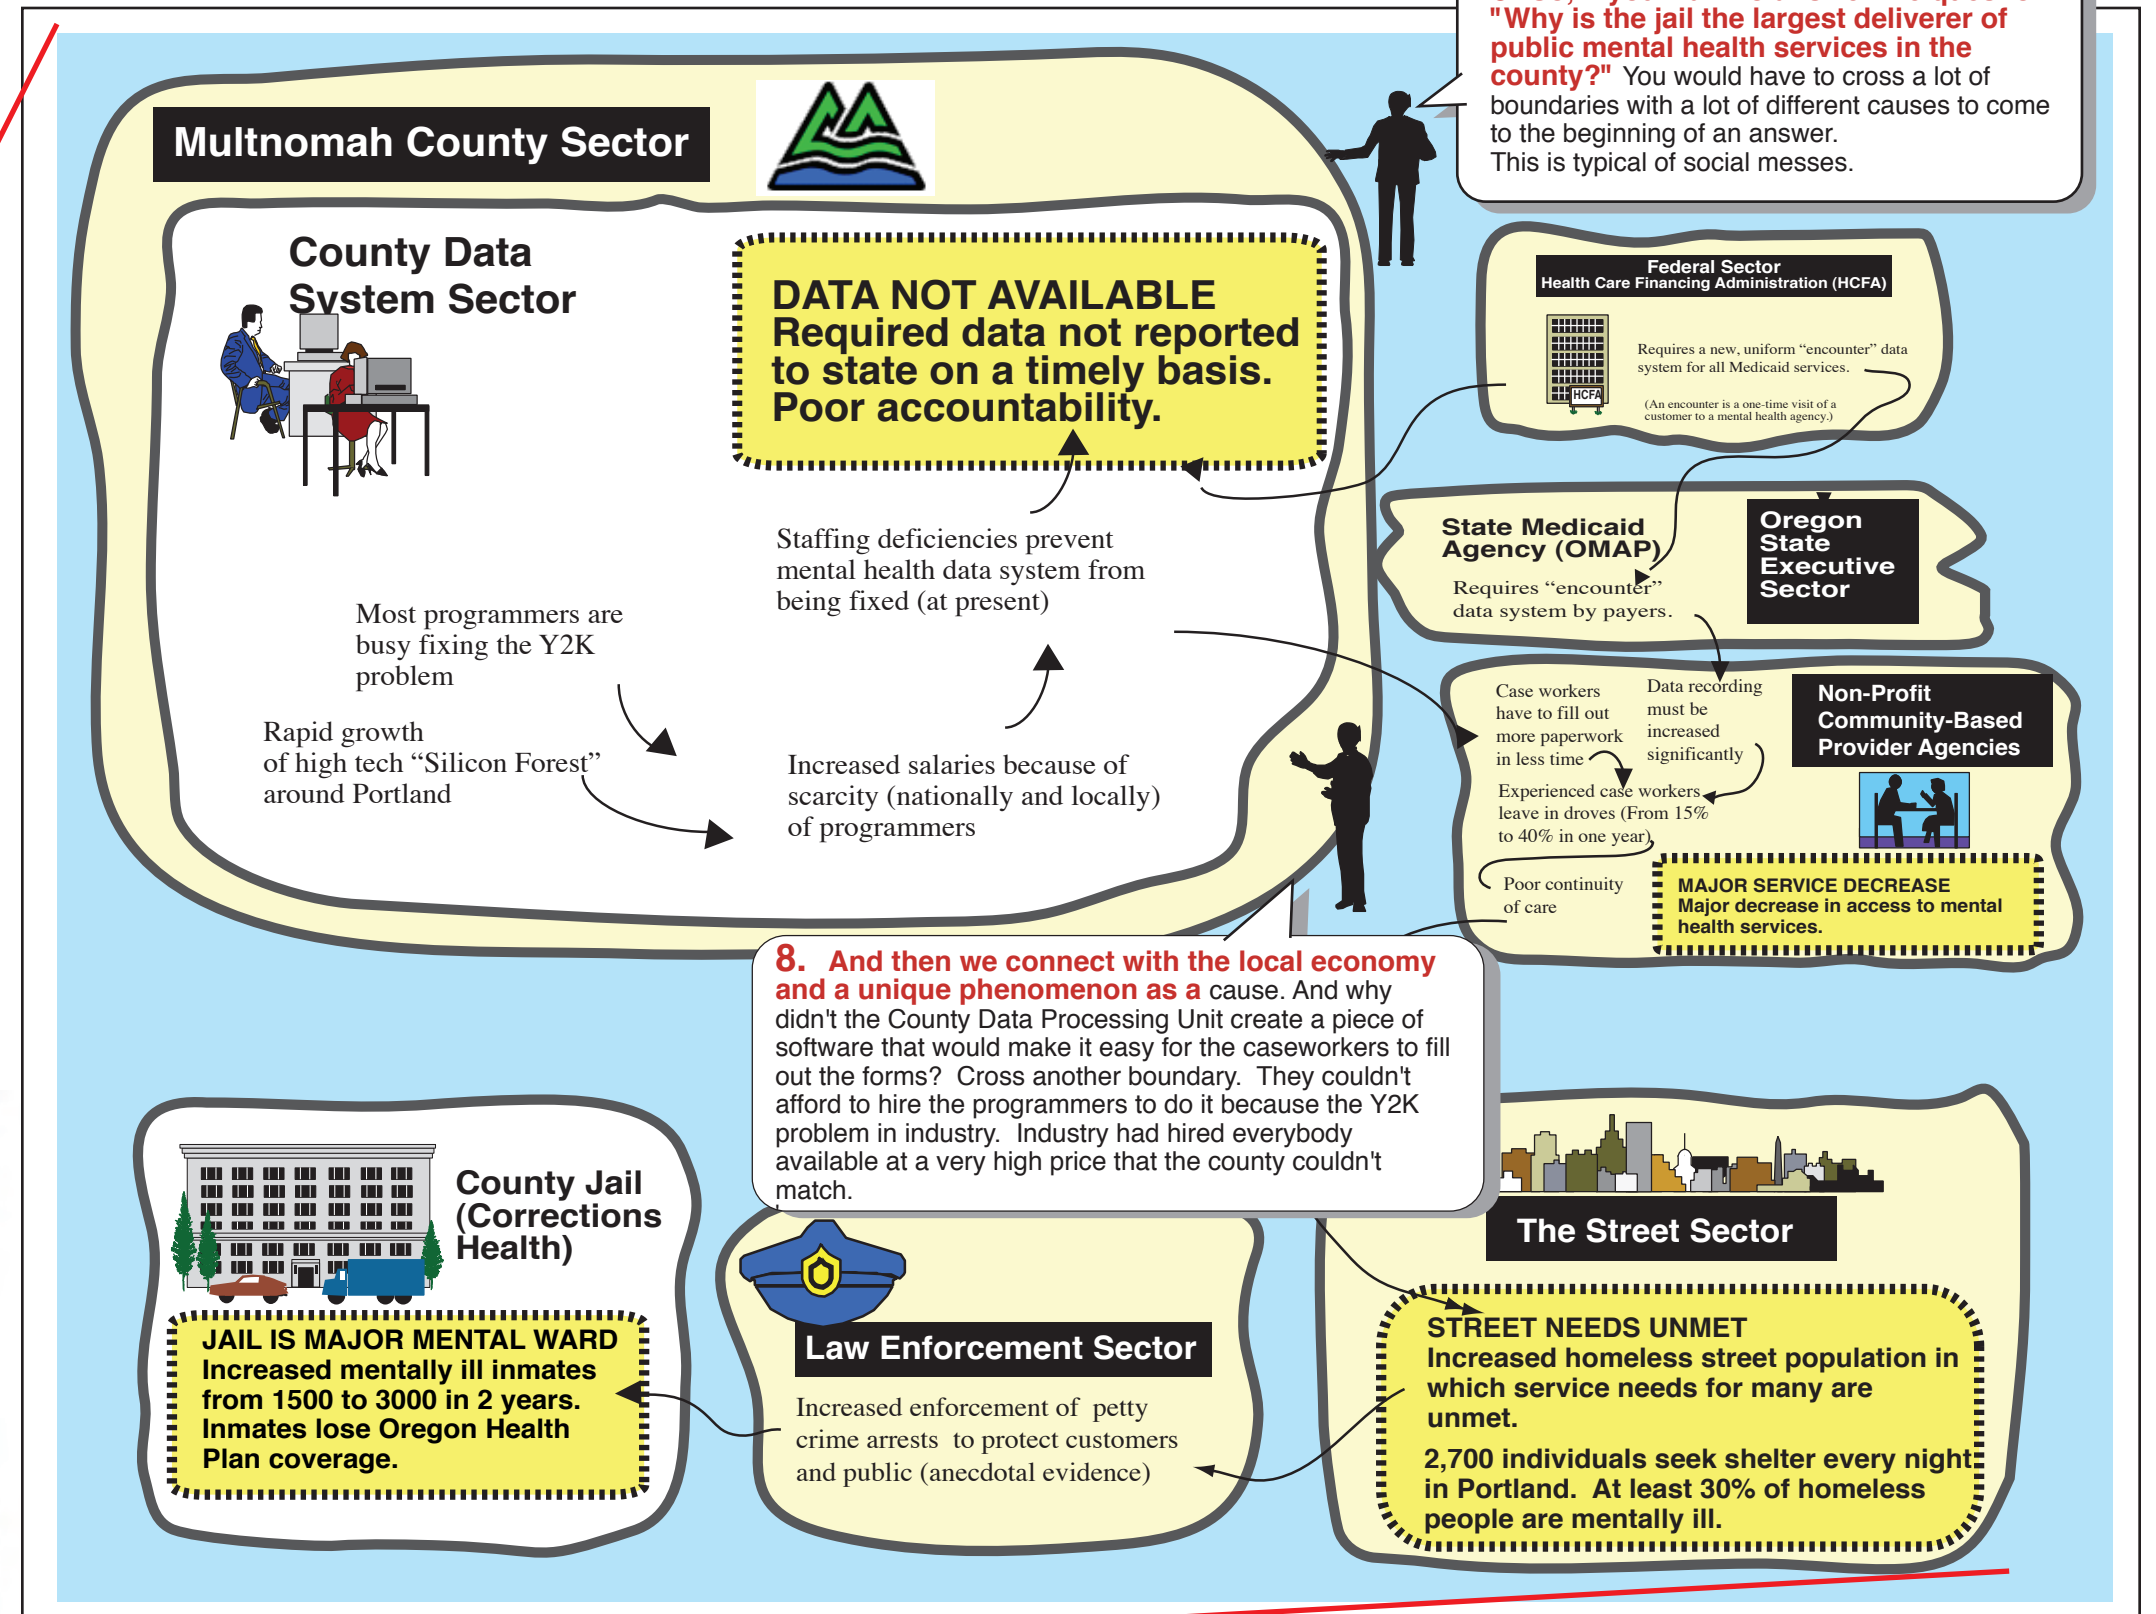 "Why is the jail the largest deliverer of
public mental health services in the
county?" You would have to cross a lot of
boundaries with a lot of different causes to come
to the beginning of an answer.
This is typical of social messes.
Multnomah County Sector
County Data
System Sector
DATA NOT AVAILABLE
Required data not reported
to state on a timely basis.
Poor accountability.
Staffing deficiencies prevent
mental health data system from
being fixed (at present)
Most programmers are
busy fixing the Y2K
problem
Rapid growth
of high tech “Silicon Forest”
around Portland
Increased salaries because of
scarcity (nationally and locally)
of programmers
Federal Sector
Health Care Financing Administration (HCFA)
HCFA
Requires a new, uniform “encounter” data
system for all Medicaid services.
(An encounter is a one-time visit of a
customer to a mental health agency.)
State Medicaid
Agency (OMAP)
Requires “encounter”
data system by payers.
Oregon
State
Executive
Sector
Case workers
have to fill out
more paperwork
in less time
Data recording
must be
increased
significantly
Non-Profit
Community-Based
Provider Agencies
Experienced case workers
leave in droves (From 15%
to 40% in one year)
Poor continuity
of care
MAJOR SERVICE DECREASE
Major decrease in access to mental
health services.
8. And then we connect with the local economy
and a unique phenomenon as a cause. And why
didn't the County Data Processing Unit create a piece of
software that would make it easy for the caseworkers to fill
out the forms? Cross another boundary. They couldn't
afford to hire the programmers to do it because the Y2K
problem in industry. Industry had hired everybody
available at a very high price that the county couldn't
match.
County Jail
(Corrections
Health)
JAIL IS MAJOR MENTAL WARD
Increased mentally ill inmates
from 1500 to 3000 in 2 years.
Inmates lose Oregon Health
Plan coverage.
Law Enforcement Sector
Increased enforcement of petty
crime arrests to protect customers
and public (anecdotal evidence)
The Street Sector
STREET NEEDS UNMET
Increased homeless street population in
which service needs for many are
unmet.
2,700 individuals seek shelter every night
in Portland. At least 30% of homeless
people are mentally ill.